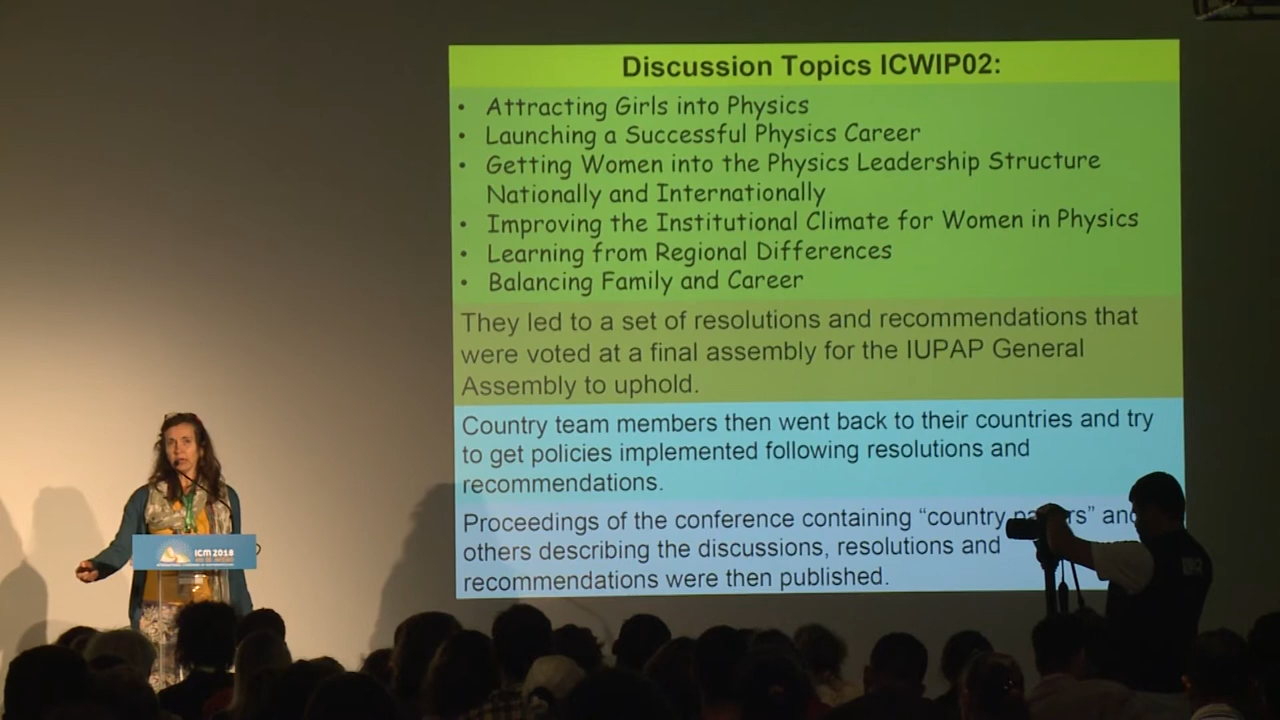 Discussion Topics ICWIP02:
• Attracting Girls into Physics
• Launching a Successful Physics Career
• Getting Women into the Physics Leadership Structure
Nationally and Internationally
• Improving the Institutional Climate for Women in Physics
• Learning from Regional Differences
• Balancing Family and Career
They led to a set of resolutions and recommendations that
were voted at a final assembly for the IUPAP General
Assembly to uphold.
Country team members then went back to their countries and try
to get policies implemented following resolutions and
recommendations.
Proceedings of the conference containing “country
others describing the discussions, resolutions and
recommendations were then published.
ICM 2018